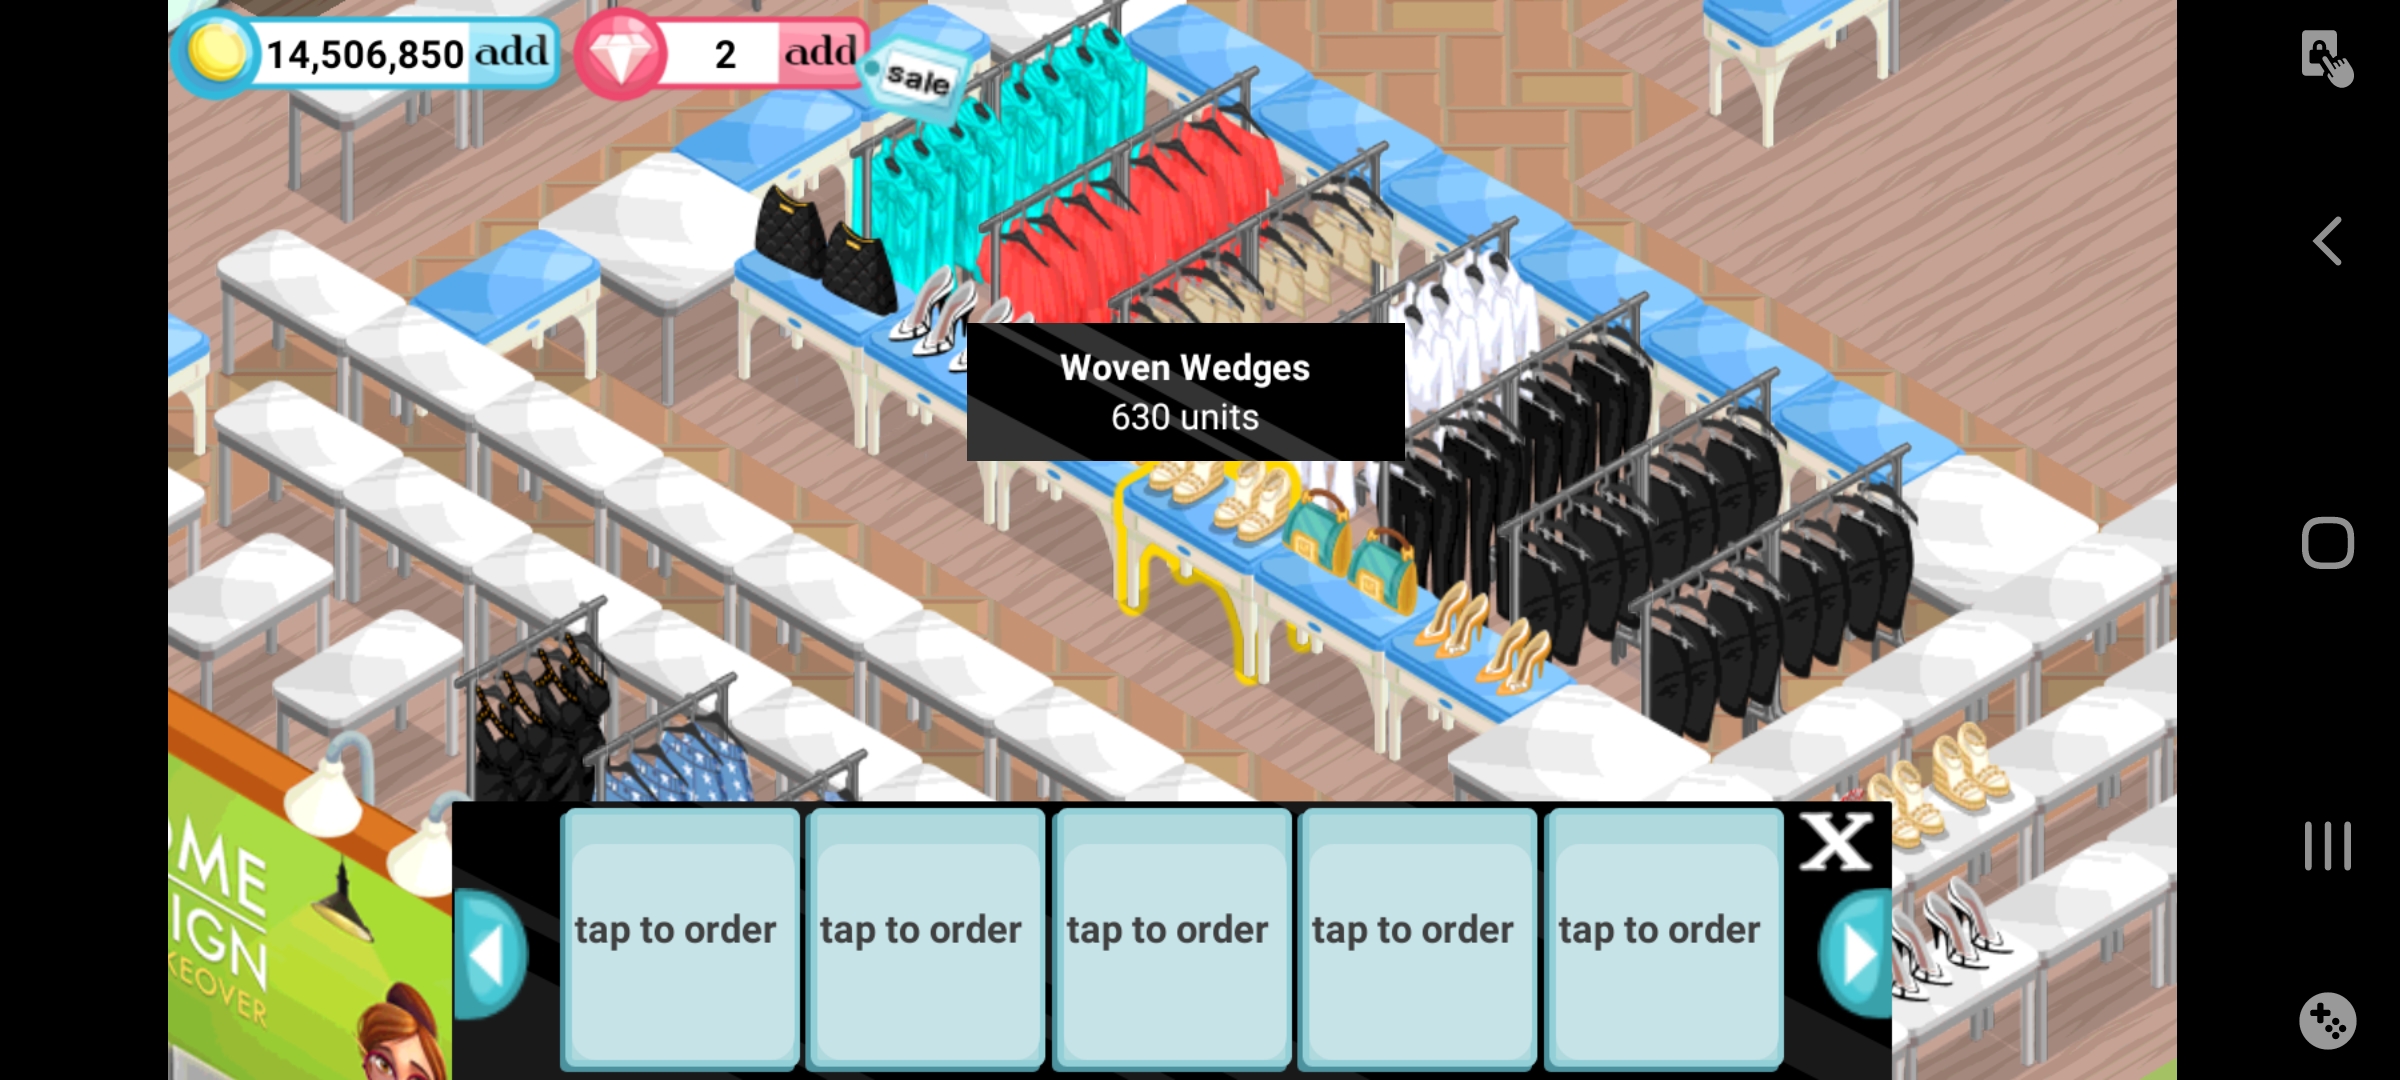 14,506,850 add
2 add
sale
Woven Wedges
630 units
OME
IGN
KEOVER
tap to order
tap to order
tap to order
tap to order
tap to order
X